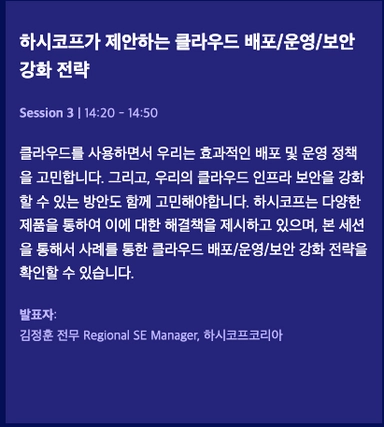 하시코프가 제안하는 클라우드 배포/운영/보안
강화 전략
Session 3 | 14:20 - 14:50
클라우드를 사용하면서 우리는 효과적인 배포 및 운영 정책
을 고민합니다. 그리고, 우리의 클라우드 인프라 보안을 강화
할 수 있는 방안도 함께 고민해야합니다. 하시코프는 다양한
제품을 통하여 이에 대한 해결책을 제시하고 있으며, 본 세션
을 통해서 사례를 통한 클라우드 배포/운영/보안 강화 전략을
확인할 수 있습니다.
발표자:
김정훈 전무 Regional SE Manager, 하시코프코리아